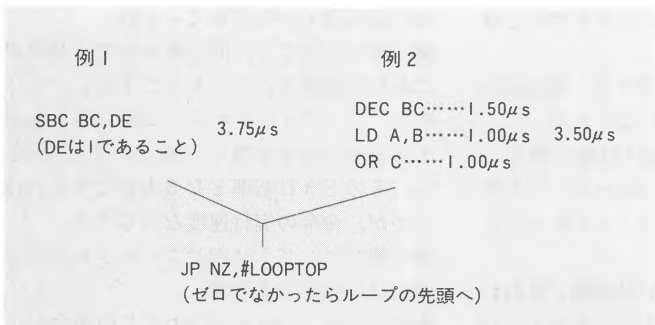 例1
SBC BC,DE
(DEは1であること)
3.75μs
例2
DEC BC……1.50μs
LD A,B……1.00μs
OR C……1.00μs
3.50μs
JP NZ,#LOOPTOP
(ゼロでなかったらループの先頭へ)